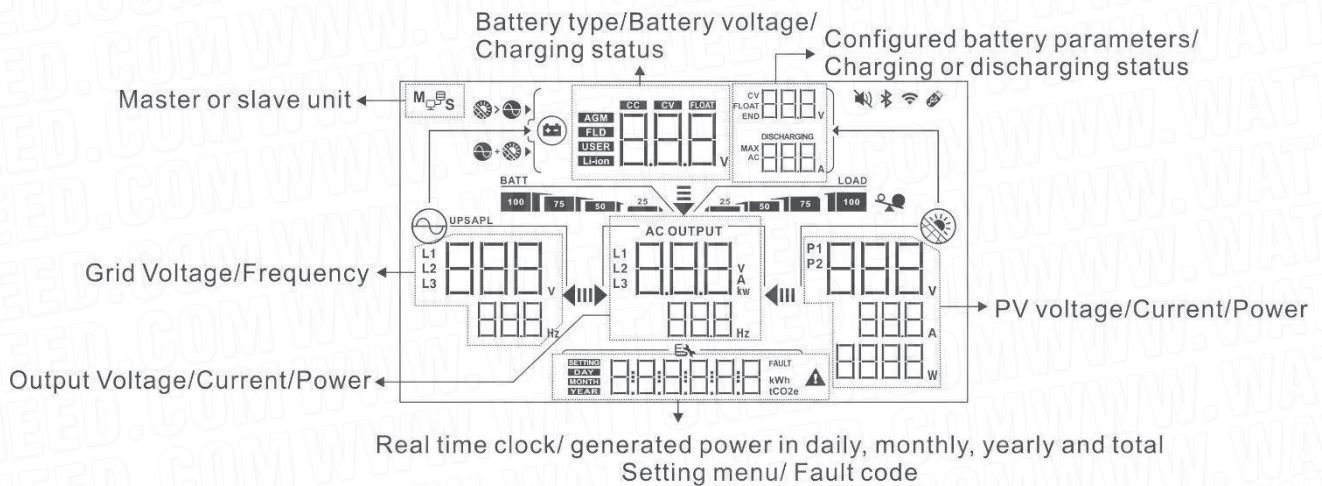 Battery type/Battery voltage/
Charging status
Configured battery parameters/
Charging or discharging status
Master or slave unit
M S
CC CV FLOAT
AGM
FLD
USER
Li-ion
V
CV
FLOAT
END
V
DISCHARGING
MAX
AC
A
BATT
LOAD
100 75 50 25
25 50 75 100
UPSAPL
AC OUTPUT
L1
L2
L3
V
Hz
L1
L2
L3
V
A
kw
Hz
P1
P2
V
A
W
Grid Voltage/Frequency
PV voltage/Current/Power
Output Voltage/Current/Power
SETTING
DAY
MONTH
YEAR
FAULT
kWh
tCO2e
Real time clock/ generated power in daily, monthly, yearly and total
Setting menu/ Fault code